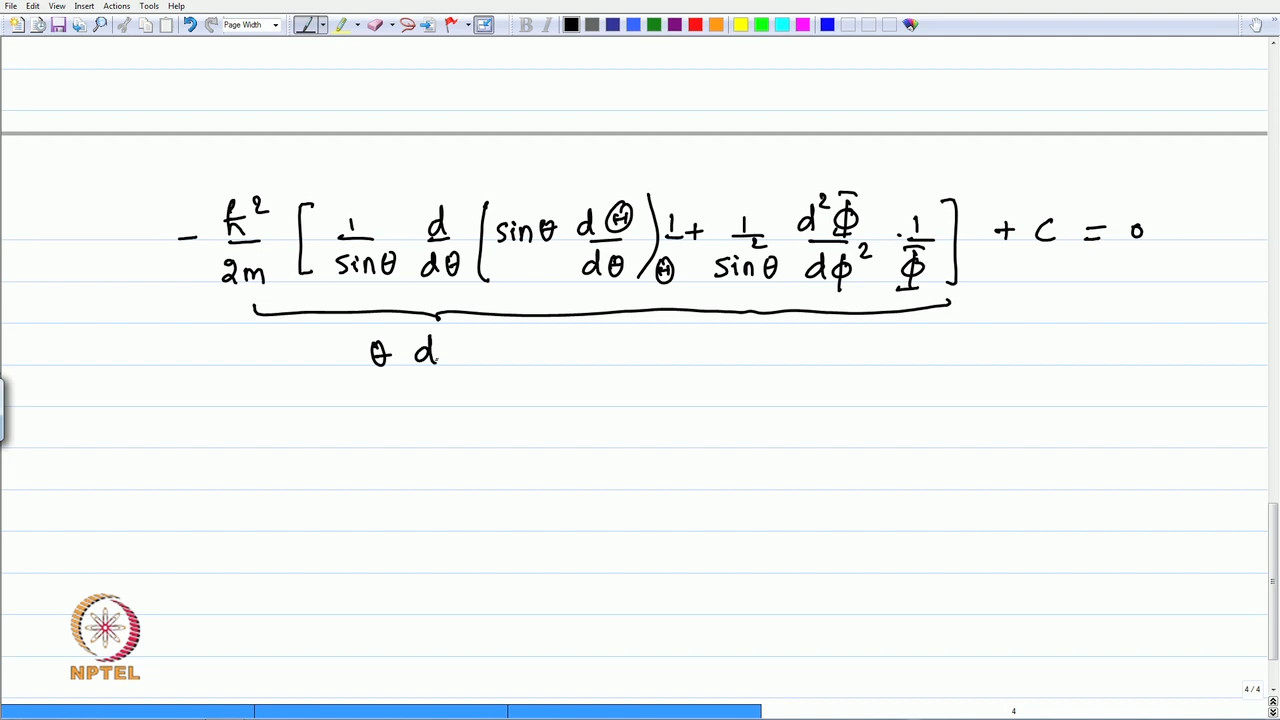 File Edit View Insert Actions Tools Help
Page Width
B I
- ℏ²/2m [ 1/sinθ d/dθ ( sinθ dΘ/dθ ) 1/Θ + 1/sin²θ d²Φ/dφ² · 1/Φ ] + C = 0
θ d
NPTEL
4/4
4